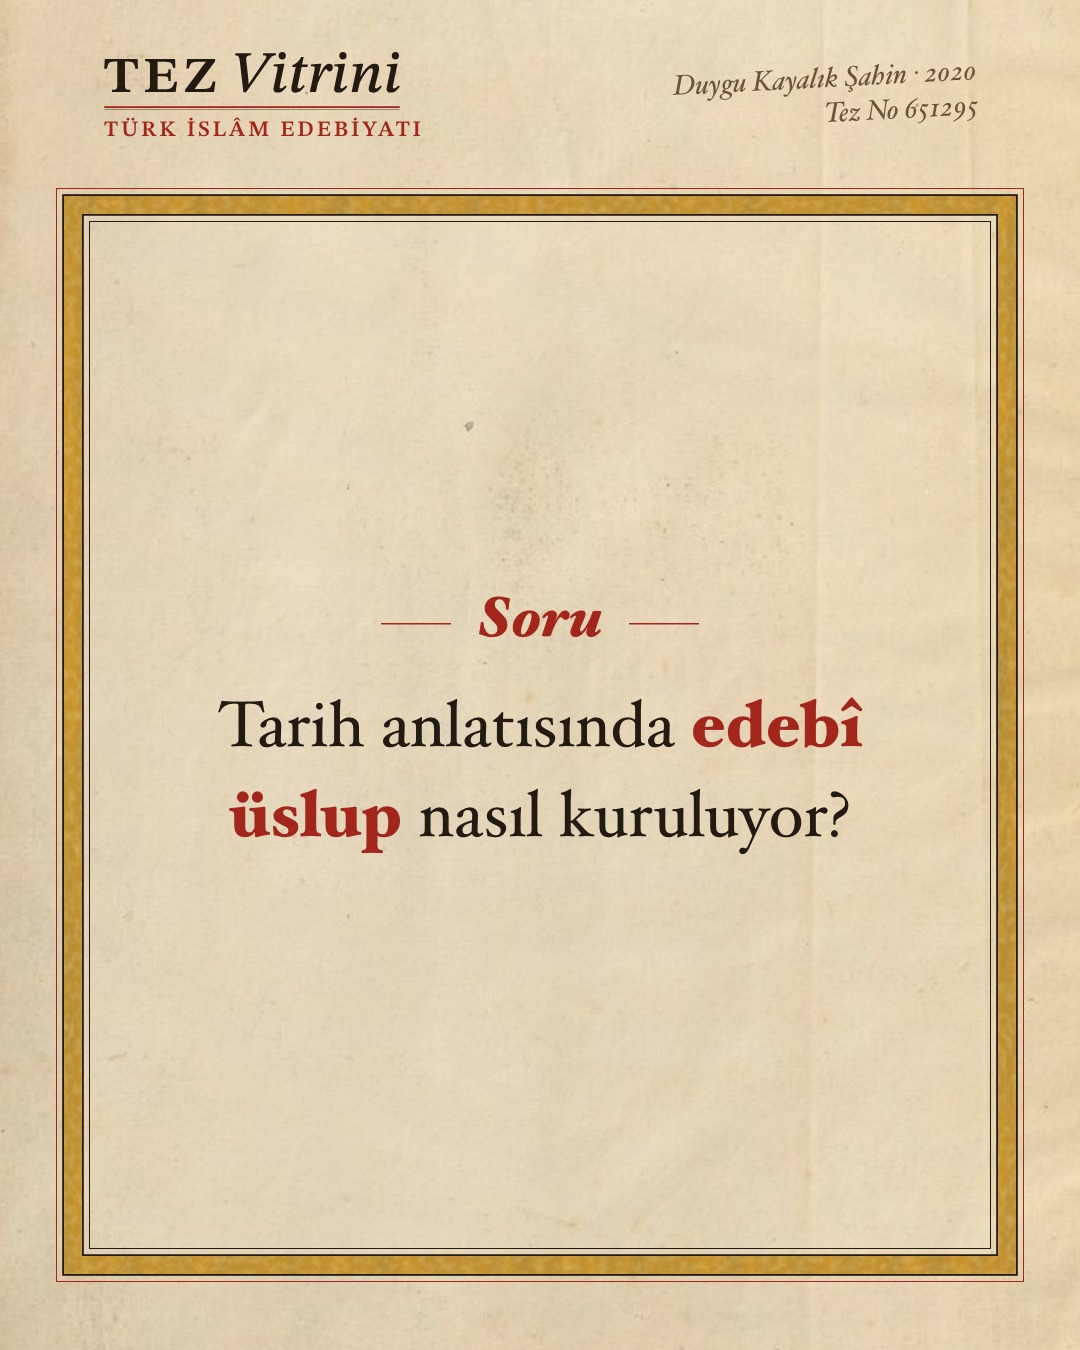 TEZ Vitrini
TÜRK İSLÂM EDEBİYATI
Duygu Kayalık Şahin · 2020
Tez No 651295
Soru
Tarih anlatısında edebî
üslup nasıl kuruluyor?